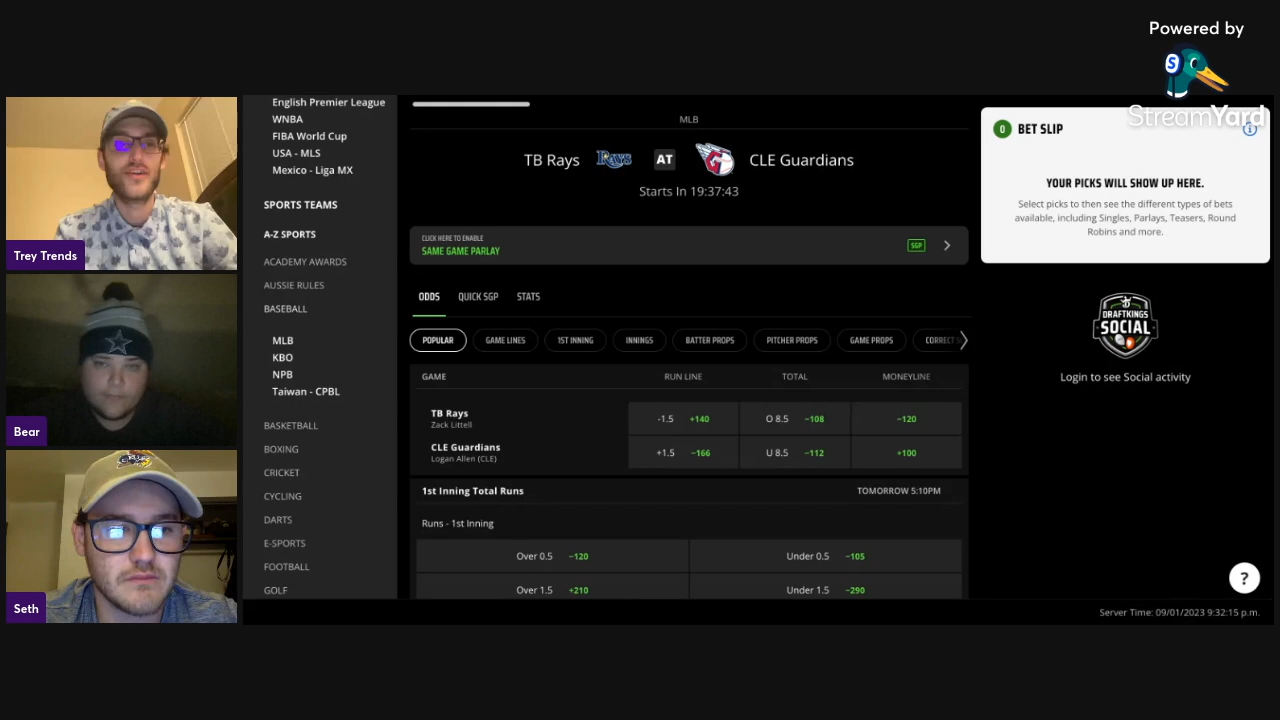 Powered by
StreamYard
Trey Trends
Bear
Seth
English Premier League
WNBA
FIBA World Cup
USA - MLS
Mexico - Liga MX
SPORTS TEAMS
A-Z SPORTS
ACADEMY AWARDS
AUSSIE RULES
BASEBALL
MLB
KBO
NPB
Taiwan - CPBL
BASKETBALL
BOXING
CRICKET
CYCLING
DARTS
E-SPORTS
FOOTBALL
GOLF
MLB
TB Rays RAYS AT CLE Guardians
Starts In 19:37:43
CLICK HERE TO ENABLE
SAME GAME PARLAY SGP
ODDS QUICK SGP STATS
POPULAR GAME LINES 1ST INNING INNINGS BATTER PROPS PITCHER PROPS GAME PROPS CORRECT S
GAME RUN LINE TOTAL MONEYLINE
TB Rays
Zack Littell
-1.5 +140 O 8.5 −108 −120
CLE Guardians
Logan Allen (CLE)
+1.5 −166 U 8.5 −112 +100
1st Inning Total Runs TOMORROW 5:10PM
Runs - 1st Inning
Over 0.5 −120 Under 0.5 −105
Over 1.5 +210 Under 1.5 −290
0 BET SLIP
YOUR PICKS WILL SHOW UP HERE.
Select picks to then see the different types of bets
available, including Singles, Parlays, Teasers, Round
Robins and more.
DRAFTKINGS
SOCIAL
Login to see Social activity
?
Server Time: 09/01/2023 9:32:15 p.m.